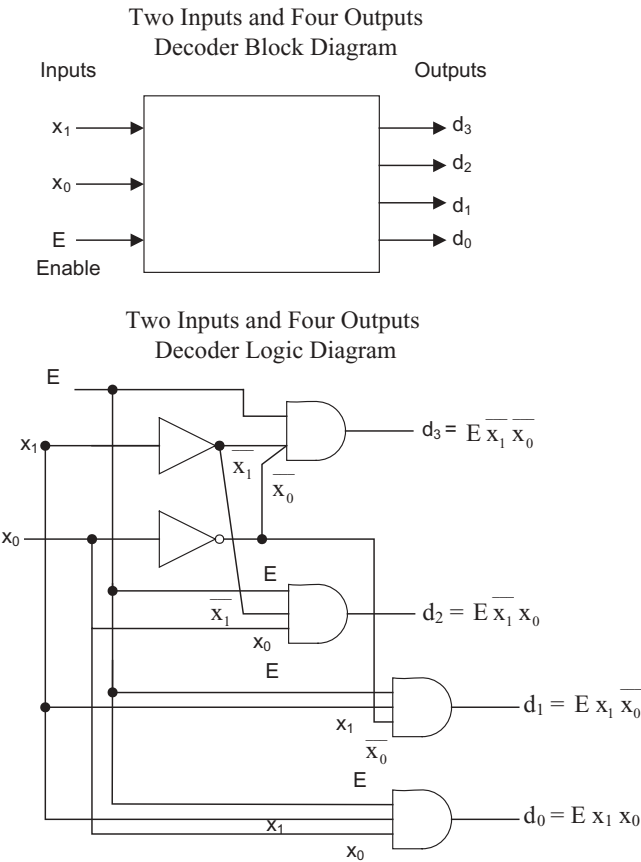 Two Inputs and Four Outputs
Decoder Block Diagram
Inputs
Outputs
x₁
d₃
d₂
x₀
d₁
E
d₀
Enable
Two Inputs and Four Outputs
Decoder Logic Diagram
E
d₃ = E x̅₁ x̅₀
x₁
x̅₁
x̅₀
x₀
E
d₂ = E x̅₁ x₀
x̅₁
x₀
E
d₁ = E x₁ x̅₀
x₁
x̅₀
E
d₀ = E x₁ x₀
x₁
x₀